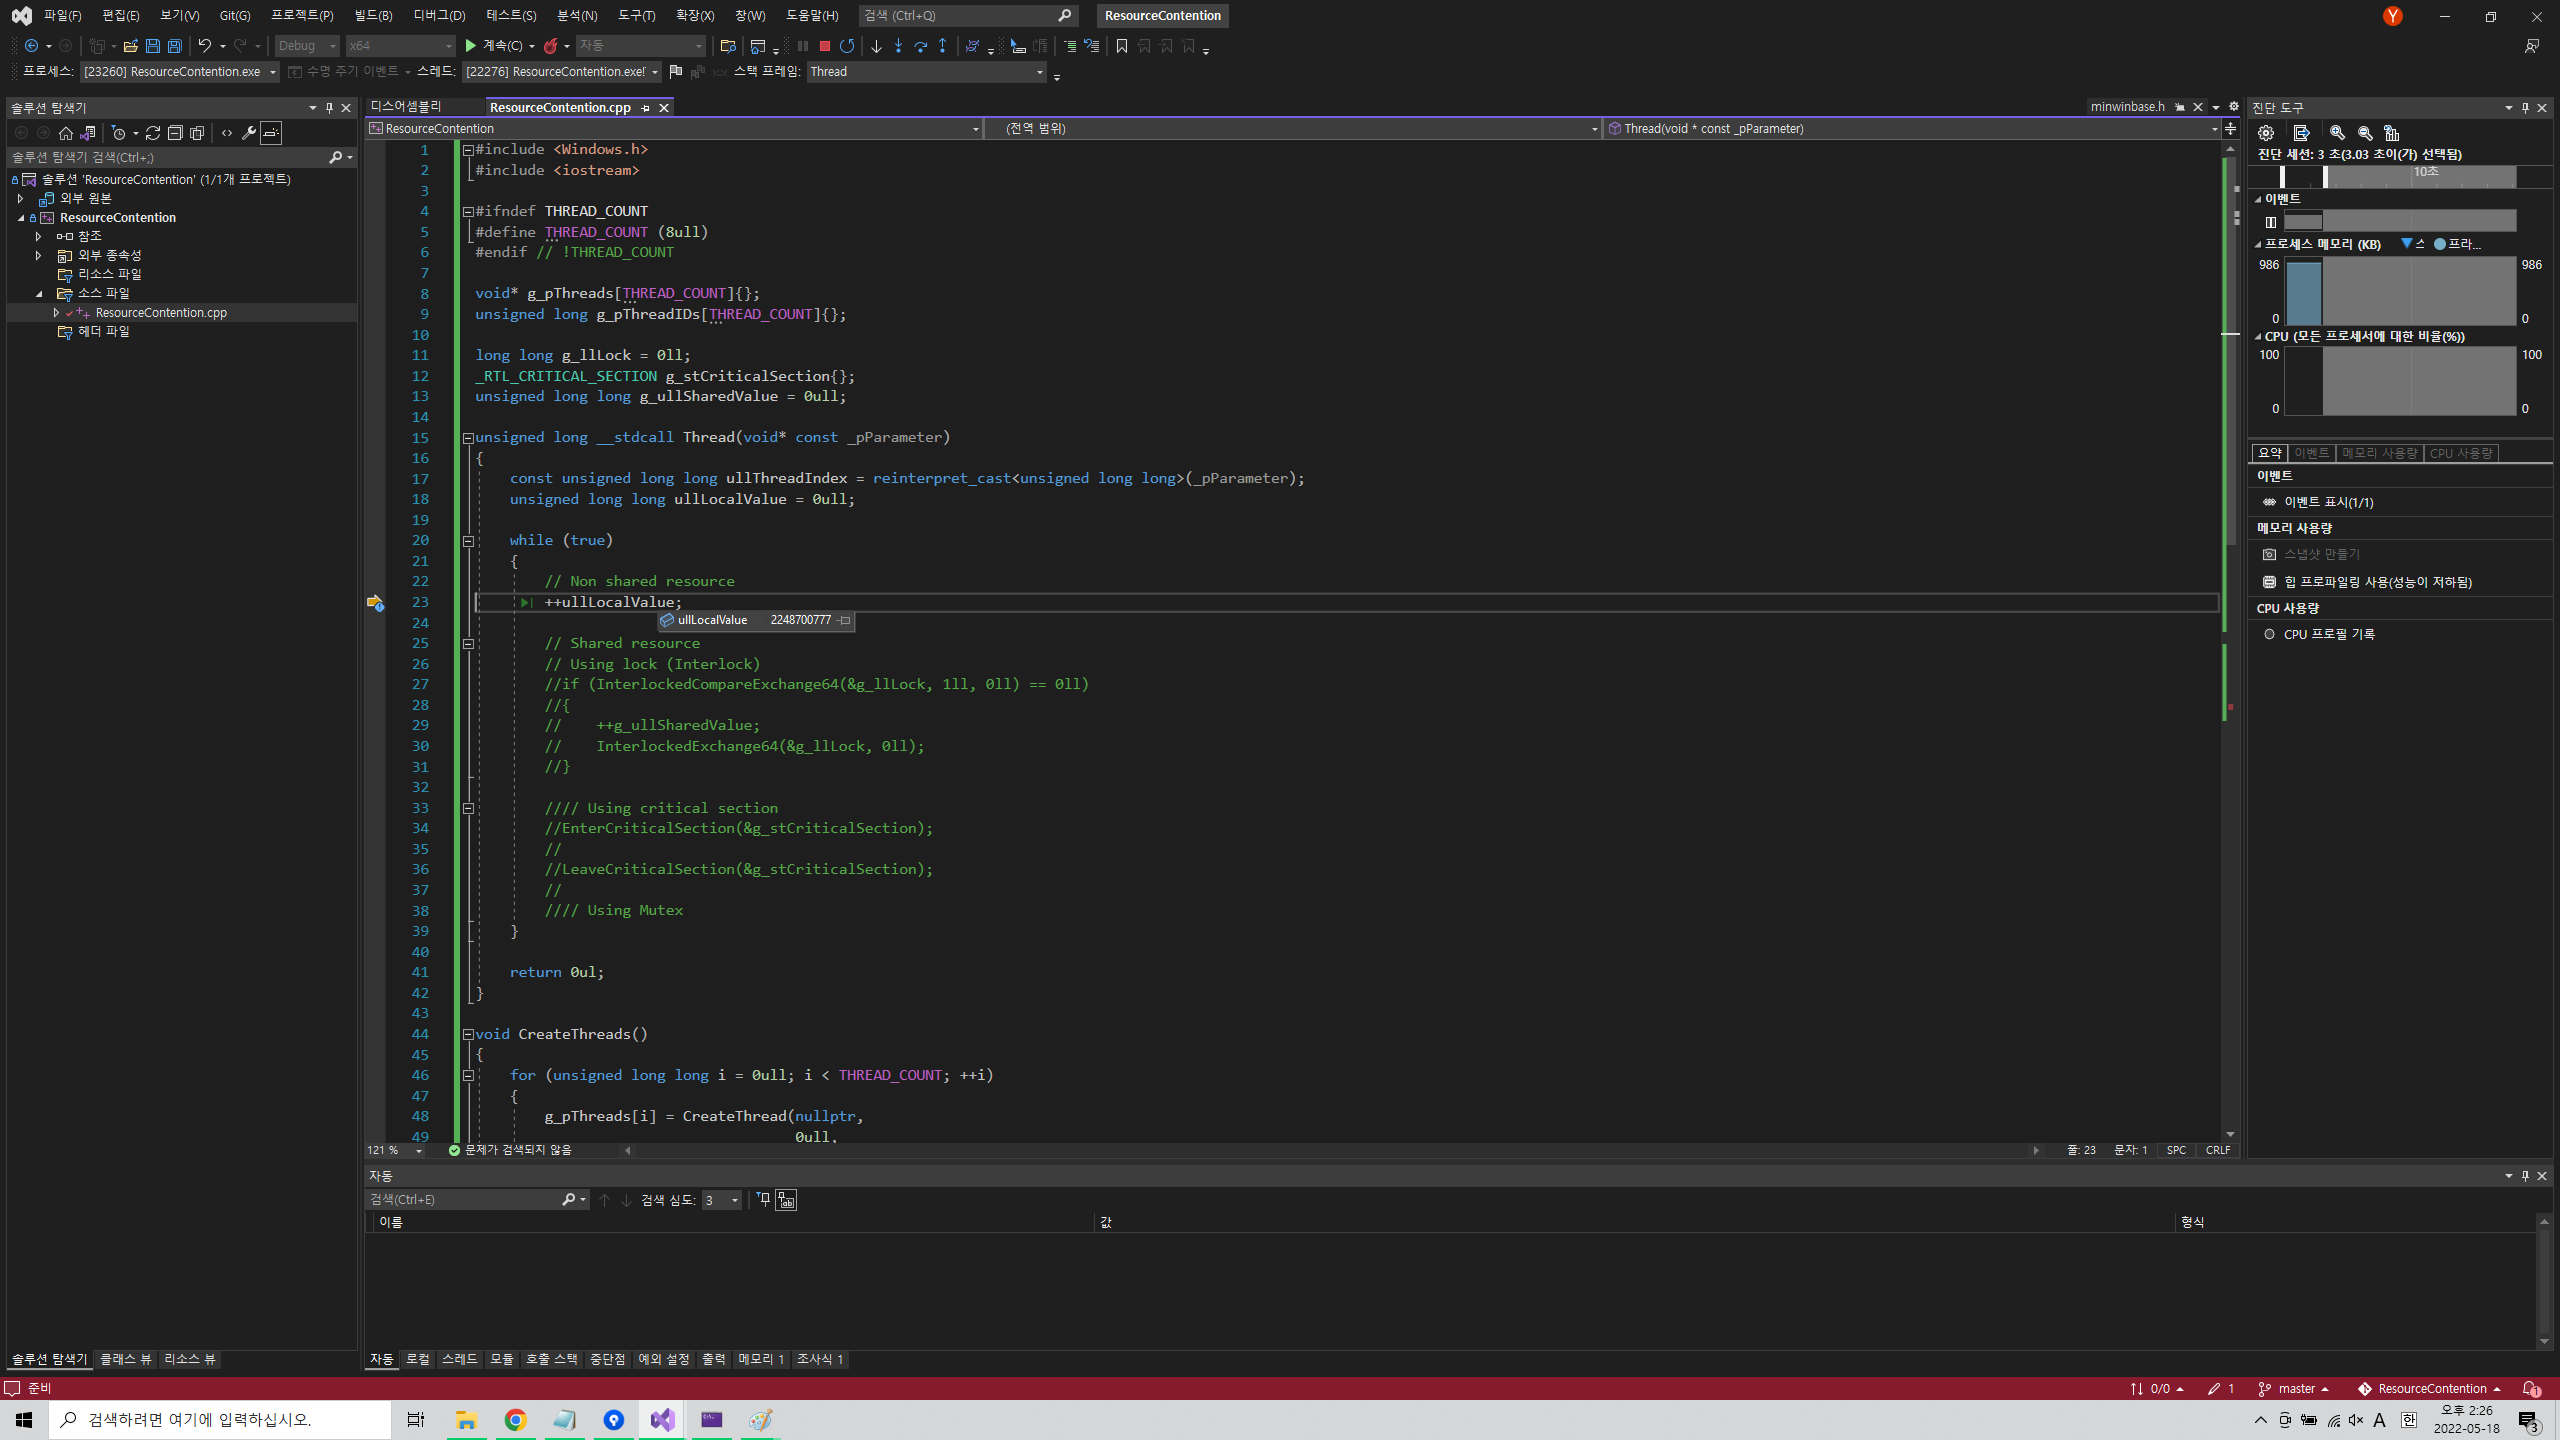 파일(F) 편집(E) 보기(V) Git(G) 프로젝트(P) 빌드(B) 디버그(D) 테스트(S) 분석(N) 도구(T) 확장(X) 창(W) 도움말(H) 검색 (Ctrl+Q) ResourceContention Y
Debug x64 계속(C) 자동
프로세스: [23260] ResourceContention.exe 수명 주기 이벤트 스레드: [22276] ResourceContention.exe! 스택 프레임: Thread
솔루션 탐색기
솔루션 탐색기 검색(Ctrl+;)
솔루션 'ResourceContention' (1/1개 프로젝트)
외부 원본
ResourceContention
참조
외부 종속성
리소스 파일
소스 파일
ResourceContention.cpp
헤더 파일
솔루션 탐색기 클래스 뷰 리소스 뷰
디스어셈블리 ResourceContention.cpp minwinbase.h
ResourceContention (전역 범위) Thread(void * const _pParameter)
1 #include <Windows.h>
2 #include <iostream>
3
4 #ifndef THREAD_COUNT
5 #define THREAD_COUNT (8ull)
6 #endif // !THREAD_COUNT
7
8 void* g_pThreads[THREAD_COUNT]{};
9 unsigned long g_pThreadIDs[THREAD_COUNT]{};
10
11 long long g_llLock = 0ll;
12 _RTL_CRITICAL_SECTION g_stCriticalSection{};
13 unsigned long long g_ullSharedValue = 0ull;
14
15 unsigned long __stdcall Thread(void* const _pParameter)
16 {
17 const unsigned long long ullThreadIndex = reinterpret_cast<unsigned long long>(_pParameter);
18 unsigned long long ullLocalValue = 0ull;
19
20 while (true)
21 {
22 // Non shared resource
23 ++ullLocalValue;
ullLocalValue 2248700777
24
25 // Shared resource
26 // Using lock (Interlock)
27 //if (InterlockedCompareExchange64(&g_llLock, 1ll, 0ll) == 0ll)
28 //{
29 // ++g_ullSharedValue;
30 // InterlockedExchange64(&g_llLock, 0ll);
31 //}
32
33 //// Using critical section
34 //EnterCriticalSection(&g_stCriticalSection);
35 //
36 //LeaveCriticalSection(&g_stCriticalSection);
37 //
38 //// Using Mutex
39 }
40
41 return 0ul;
42 }
43
44 void CreateThreads()
45 {
46 for (unsigned long long i = 0ull; i < THREAD_COUNT; ++i)
47 {
48 g_pThreads[i] = CreateThread(nullptr,
49 0ull,
121 % 문제가 검색되지 않음 줄: 23 문자: 1 SPC CRLF
자동
검색(Ctrl+E) 검색 심도: 3
이름 값 형식
자동 로컬 스레드 모듈 호출 스택 중단점 예외 설정 출력 메모리 1 조사식 1
진단 도구
진단 세션: 3 초(3.03 초이(가) 선택됨)
10초
이벤트
프로세스 메모리 (KB) 스 프라...
986 986
0 0
CPU (모든 프로세서에 대한 비율(%))
100 100
0 0
요약 이벤트 메모리 사용량 CPU 사용량
이벤트
이벤트 표시(1/1)
메모리 사용량
스냅샷 만들기
힙 프로파일링 사용(성능이 저하됨)
CPU 사용량
CPU 프로필 기록
준비 0/0 1 master ResourceContention 1
검색하려면 여기에 입력하십시오. A 한 오후 2:26
2022-05-18 3